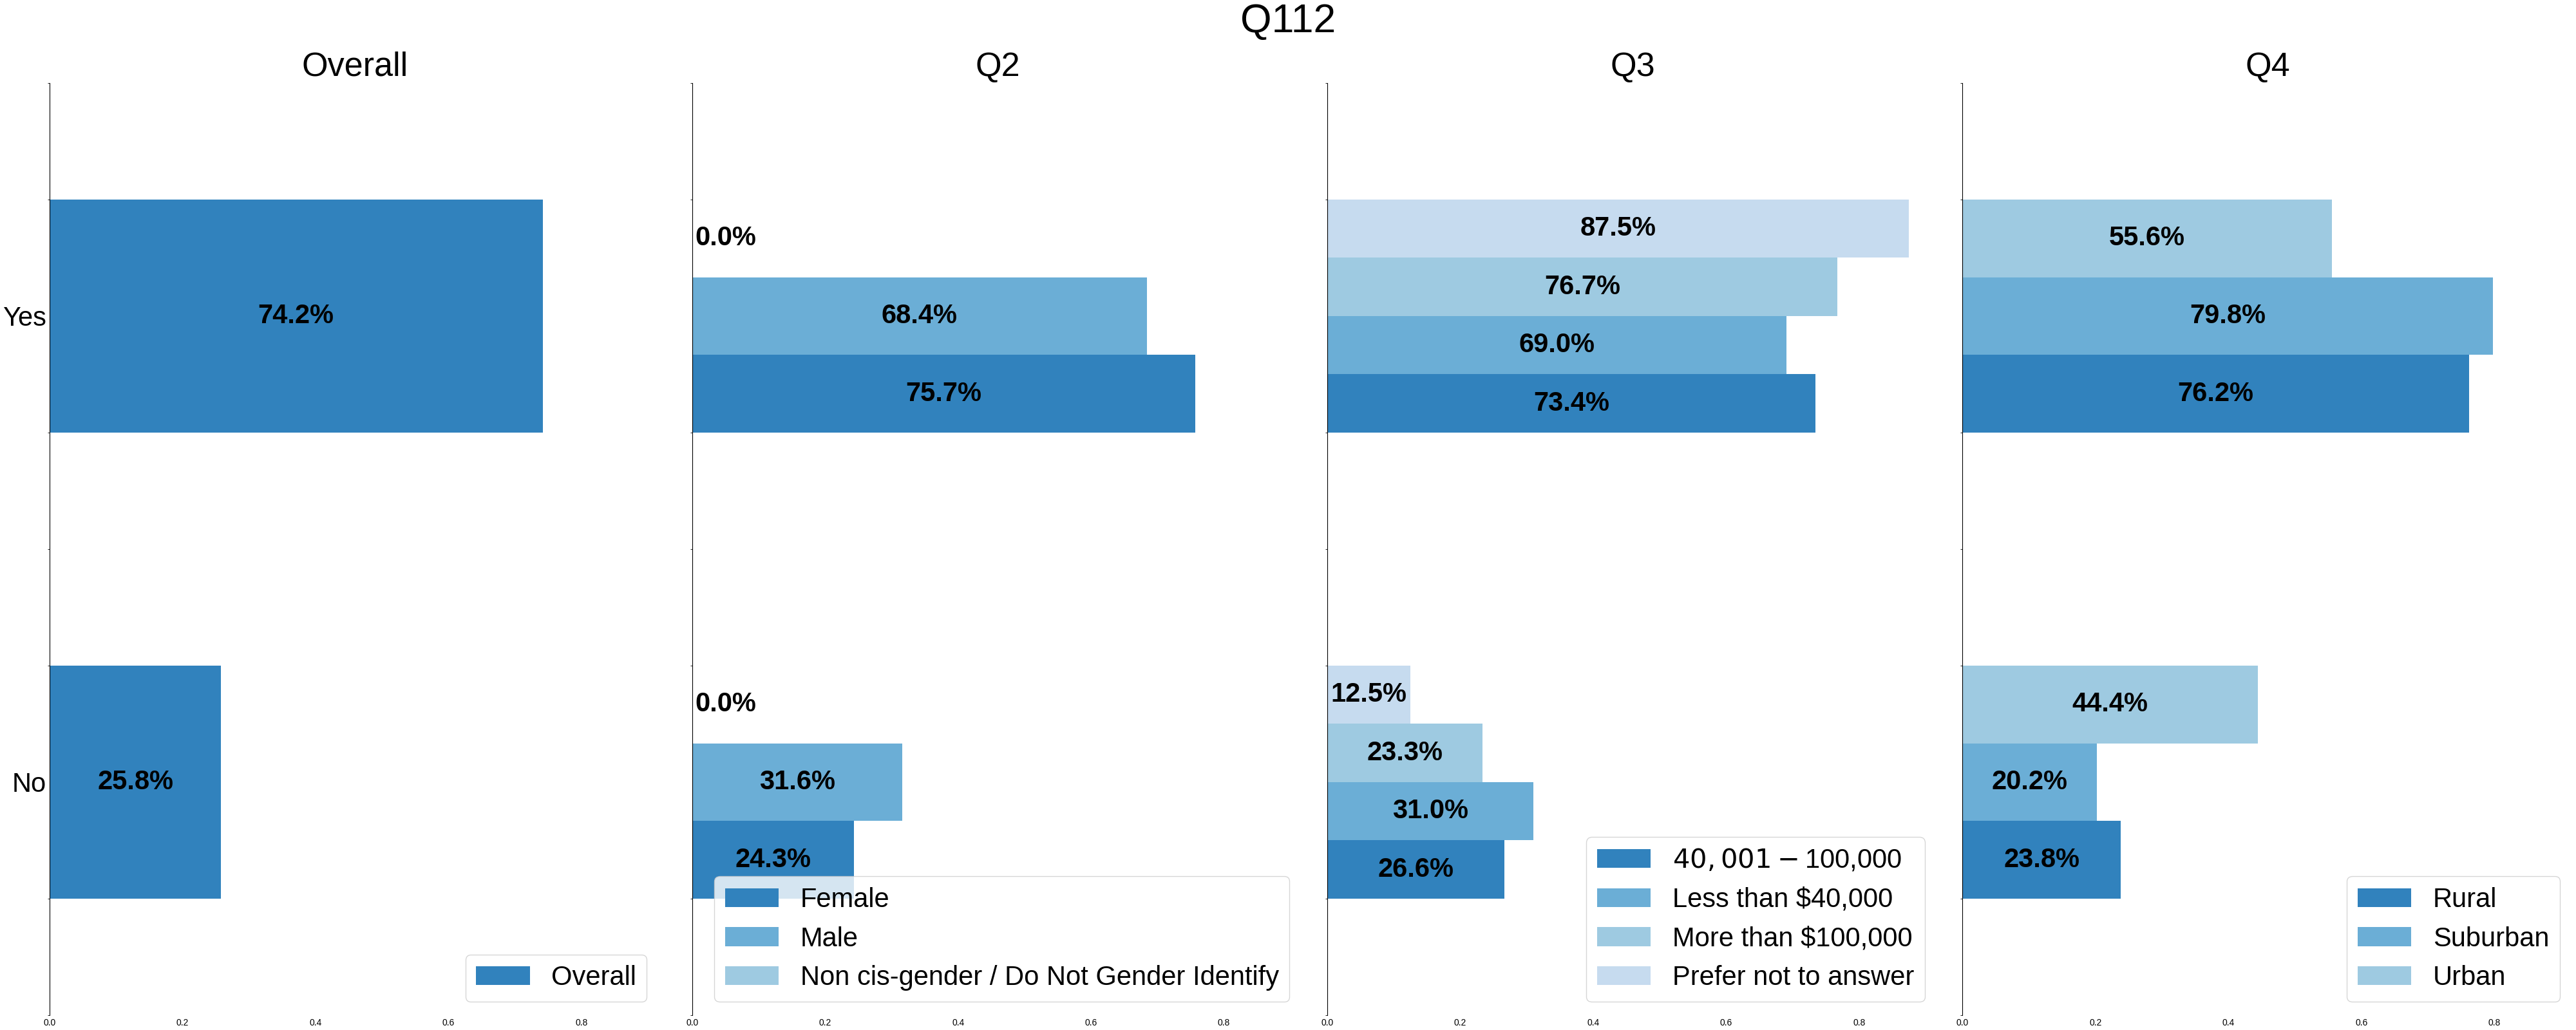 Q112
Overall
Yes
74.2%
No
25.8%
Overall
0.0
0.2
0.4
0.6
0.8
Q2
0.0%
68.4%
75.7%
0.0%
31.6%
24.3%
Female
Male
Non cis-gender / Do Not Gender Identify
0.0
0.2
0.4
0.6
0.8
Q3
87.5%
76.7%
69.0%
73.4%
12.5%
23.3%
31.0%
26.6%
40,001 − 100,000
Less than $40,000
More than $100,000
Prefer not to answer
0.0
0.2
0.4
0.6
0.8
Q4
55.6%
79.8%
76.2%
44.4%
20.2%
23.8%
Rural
Suburban
Urban
0.0
0.2
0.4
0.6
0.8